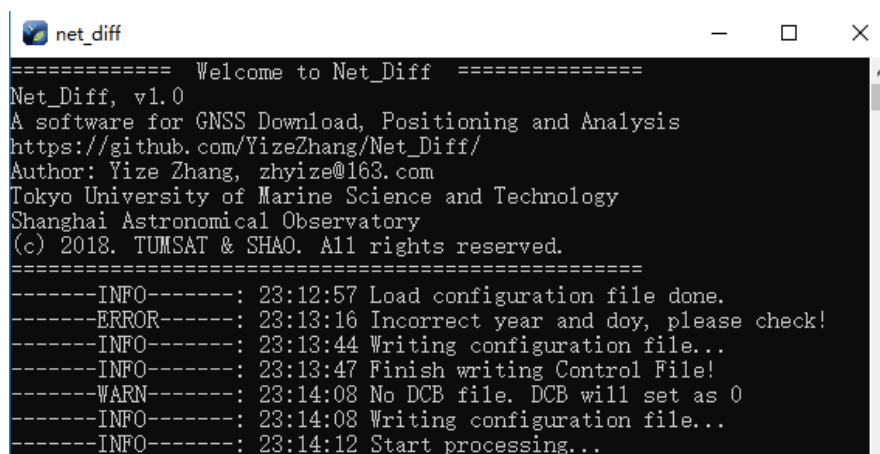 net_diff
============= Welcome to Net_Diff ===============
Net_Diff, v1.0
A software for GNSS Download, Positioning and Analysis
https://github.com/YizeZhang/Net_Diff/
Author: Yize Zhang, zhyize@163.com
Tokyo University of Marine Science and Technology
Shanghai Astronomical Observatory
(c) 2018. TUMSAT & SHAO. All rights reserved.
===================================================
-------INFO-------: 23:12:57 Load configuration file done.
-------ERROR------: 23:13:16 Incorrect year and doy, please check!
-------INFO-------: 23:13:44 Writing configuration file...
-------INFO-------: 23:13:47 Finish writing Control File!
-------WARN-------: 23:14:08 No DCB file. DCB will set as 0
-------INFO-------: 23:14:08 Writing configuration file...
-------INFO-------: 23:14:12 Start processing...